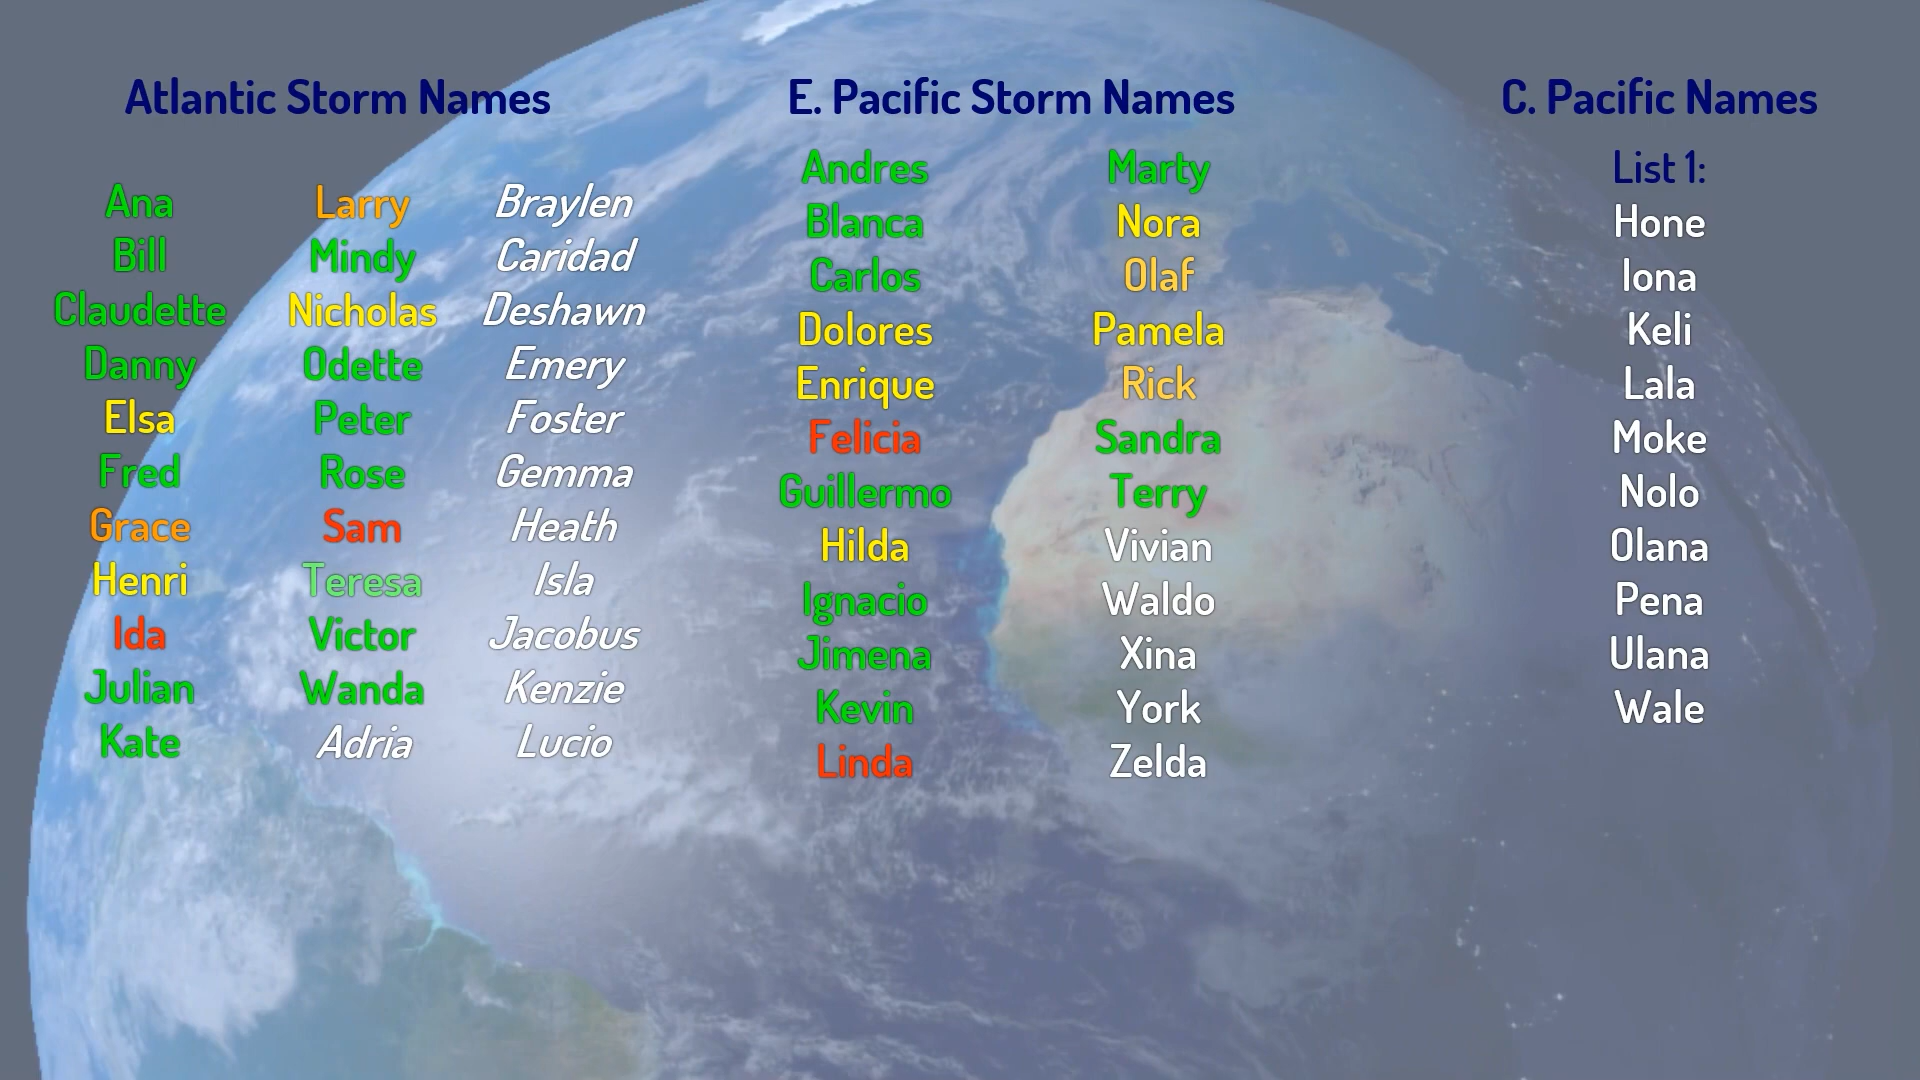 Atlantic Storm Names
Ana
Bill
Claudette
Danny
Elsa
Fred
Grace
Henri
Ida
Julian
Kate
Larry
Mindy
Nicholas
Odette
Peter
Rose
Sam
Teresa
Victor
Wanda
Adria
Braylen
Caridad
Deshawn
Emery
Foster
Gemma
Heath
Isla
Jacobus
Kenzie
Lucio
E. Pacific Storm Names
Andres
Blanca
Carlos
Dolores
Enrique
Felicia
Guillermo
Hilda
Ignacio
Jimena
Kevin
Linda
Marty
Nora
Olaf
Pamela
Rick
Sandra
Terry
Vivian
Waldo
Xina
York
Zelda
C. Pacific Names
List 1:
Hone
Iona
Keli
Lala
Moke
Nolo
Olana
Pena
Ulana
Wale